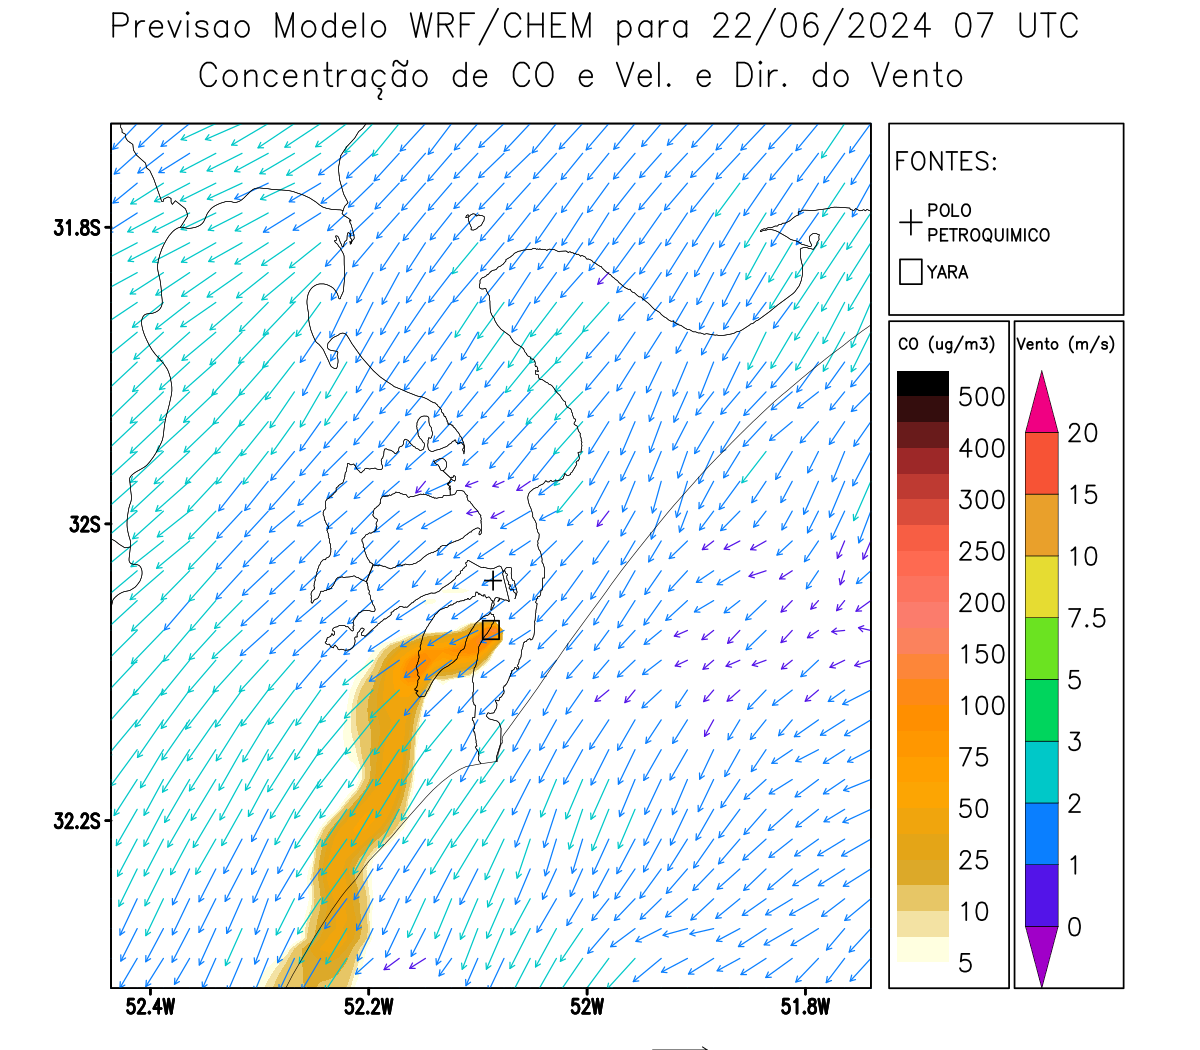 Previsao Modelo WRF/CHEM para 22/06/2024 07 UTC
Concentração de CO e Vel. e Dir. do Vento
FONTES:
POLO
PETROQUIMICO
YARA
CO (ug/m3)
500
400
300
250
200
150
100
75
50
25
10
5
Vento (m/s)
20
15
10
7.5
5
3
2
1
0
31.8S
32S
32.2S
52.4W
52.2W
52W
51.8W